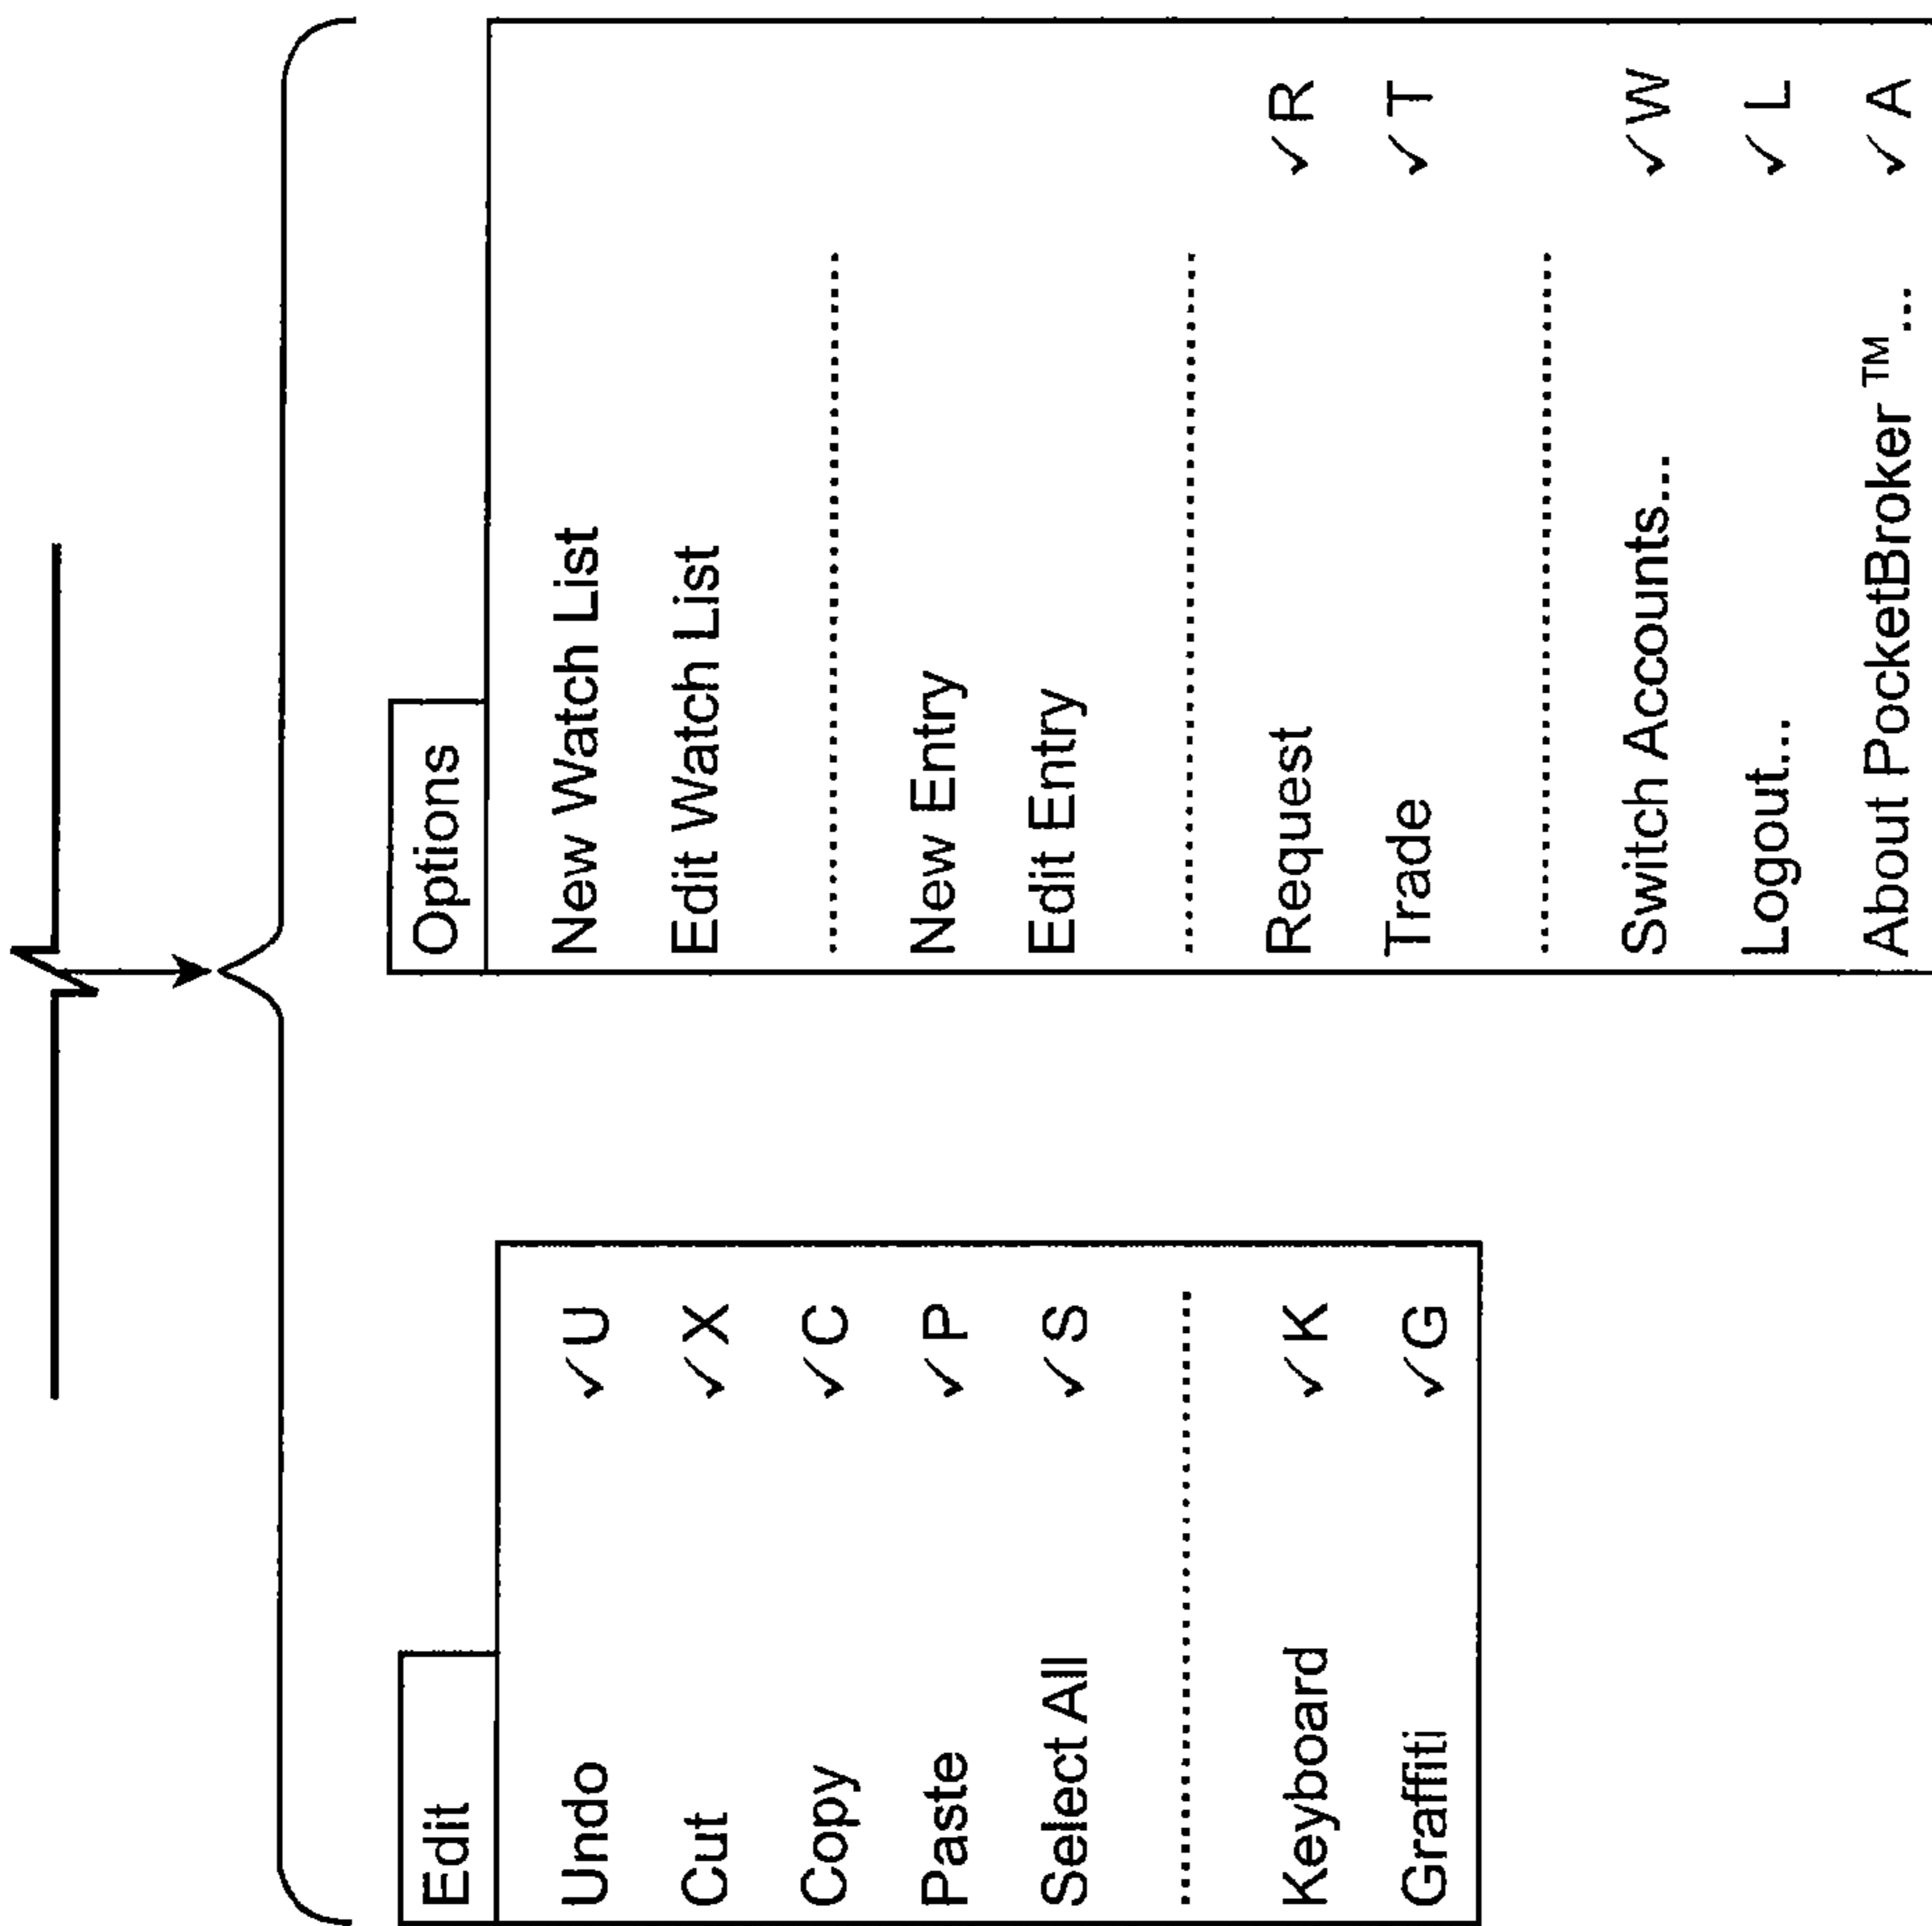 Edit
Undo ✓U
Cut ✓X
Copy ✓C
Paste ✓P
Select All ✓S
Keyboard ✓K
Graffiti ✓G
Options
New Watch List
Edit Watch List
New Entry
Edit Entry
Request ✓R
Trade ✓T
Switch Accounts... ✓W
Logout... ✓L
About PocketBroker™... ✓A